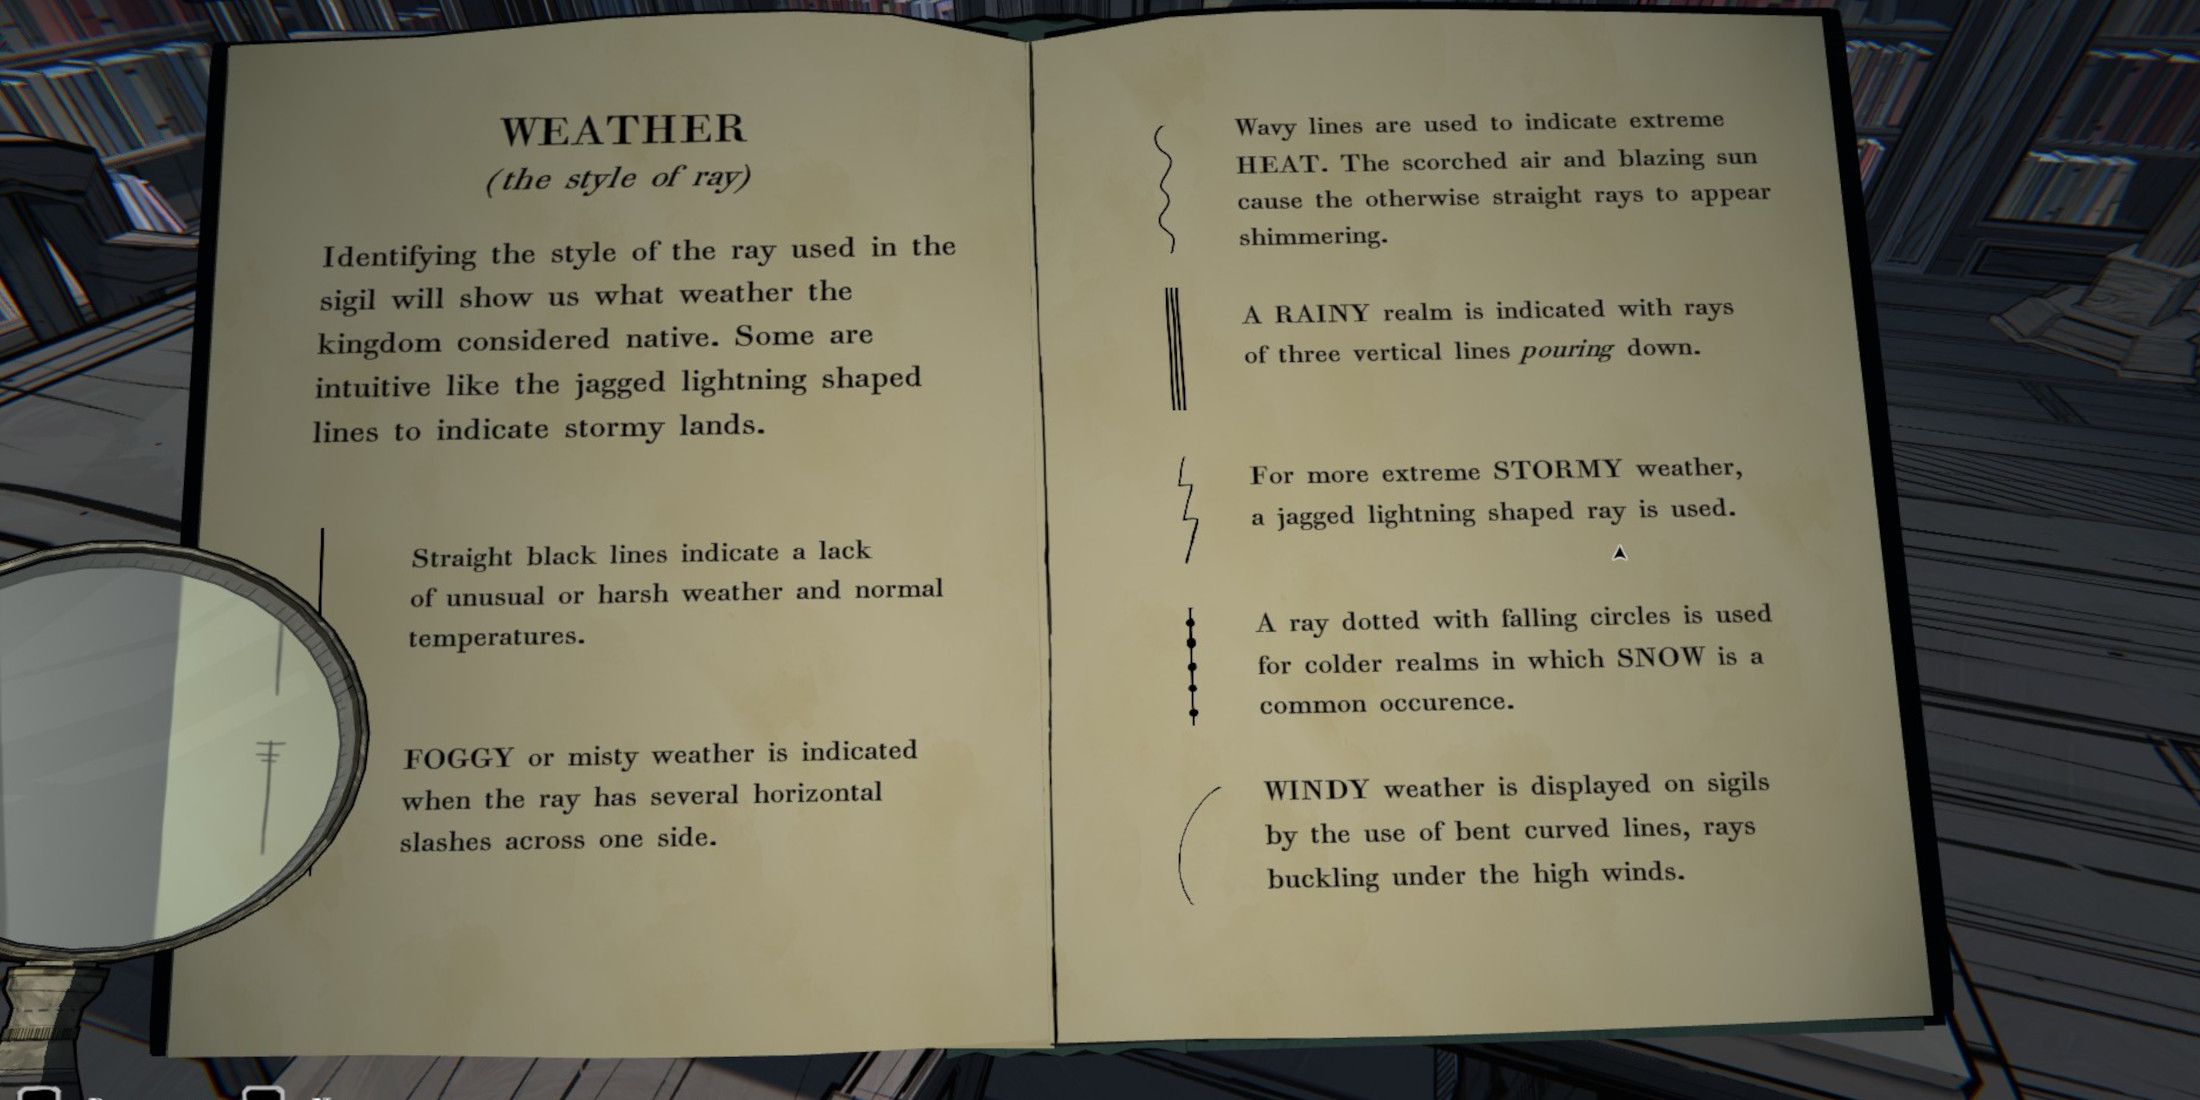 WEATHER
(the style of ray)
Identifying the style of the ray used in the
sigil will show us what weather the
kingdom considered native. Some are
intuitive like the jagged lightning shaped
lines to indicate stormy lands.
Straight black lines indicate a lack
of unusual or harsh weather and normal
temperatures.
FOGGY or misty weather is indicated
when the ray has several horizontal
slashes across one side.
Wavy lines are used to indicate extreme
HEAT. The scorched air and blazing sun
cause the otherwise straight rays to appear
shimmering.
A RAINY realm is indicated with rays
of three vertical lines pouring down.
For more extreme STORMY weather,
a jagged lightning shaped ray is used.
A ray dotted with falling circles is used
for colder realms in which SNOW is a
common occurence.
WINDY weather is displayed on sigils
by the use of bent curved lines, rays
buckling under the high winds.